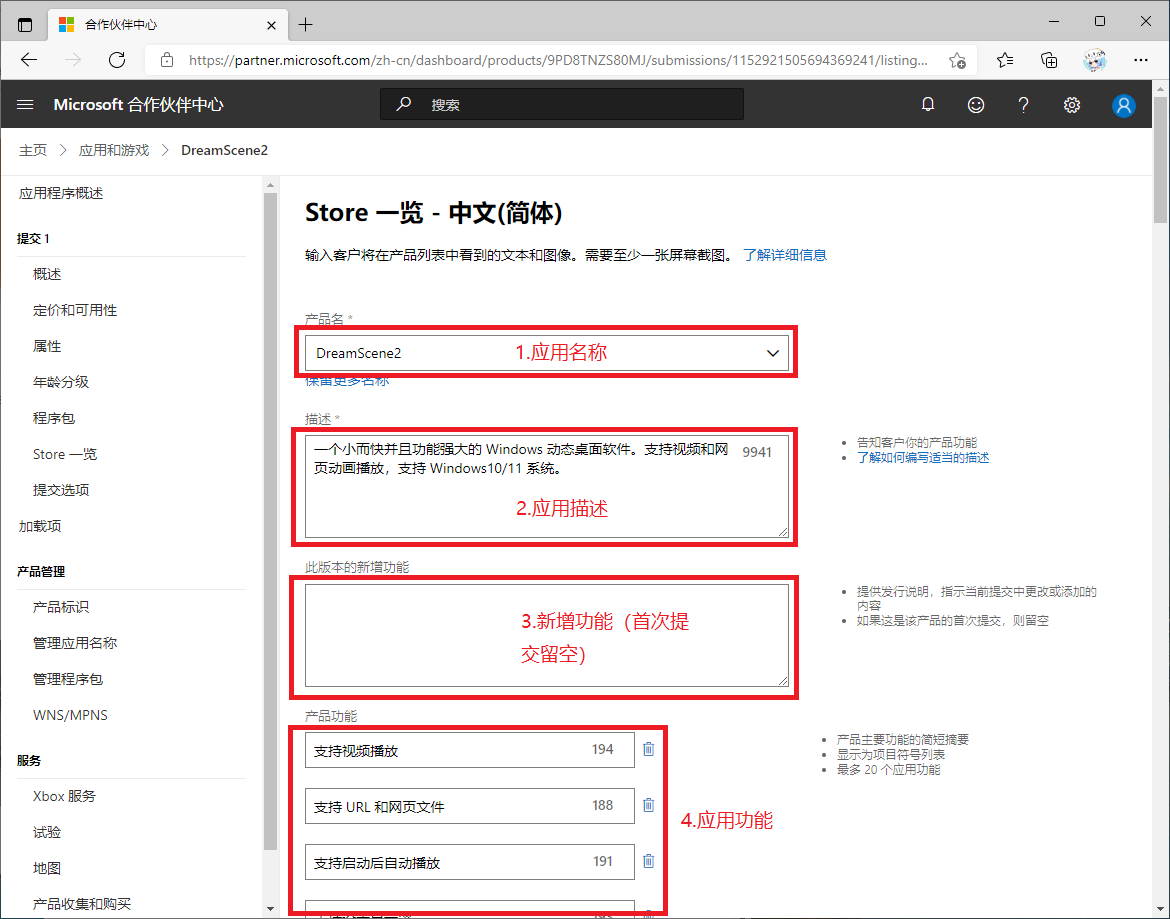 合作伙伴中心
https://partner.microsoft.com/zh-cn/dashboard/products/9PD8TNZS80MJ/submissions/1152921505694369241/listing...
Microsoft 合作伙伴中心
搜索
主页 > 应用和游戏 > DreamScene2
应用程序概述
提交 1
概述
定价和可用性
属性
年龄分级
程序包
Store 一览
提交选项
加载项
产品管理
产品标识
管理应用名称
管理程序包
WNS/MPNS
服务
Xbox 服务
试验
地图
产品收集和购买
Store 一览 - 中文(简体)
输入客户将在产品列表中看到的文本和图像。需要至少一张屏幕截图。 了解详细信息
产品名 *
DreamScene2
1.应用名称
保留更多名称
描述 *
一个小而快并且功能强大的 Windows 动态桌面软件。支持视频和网
页动画播放，支持 Windows10/11 系统。
9941
2.应用描述
告知客户你的产品功能
了解如何编写适当的描述
此版本的新增功能
3.新增功能（首次提
交留空）
提供发行说明，指示当前提交中更改或添加的
内容
如果这是该产品的首次提交，则留空
产品功能
支持视频播放 194
支持 URL 和网页文件 188
支持启动后自动播放 191
193
4.应用功能
产品主要功能的简短摘要
显示为项目符号列表
最多 20 个应用功能